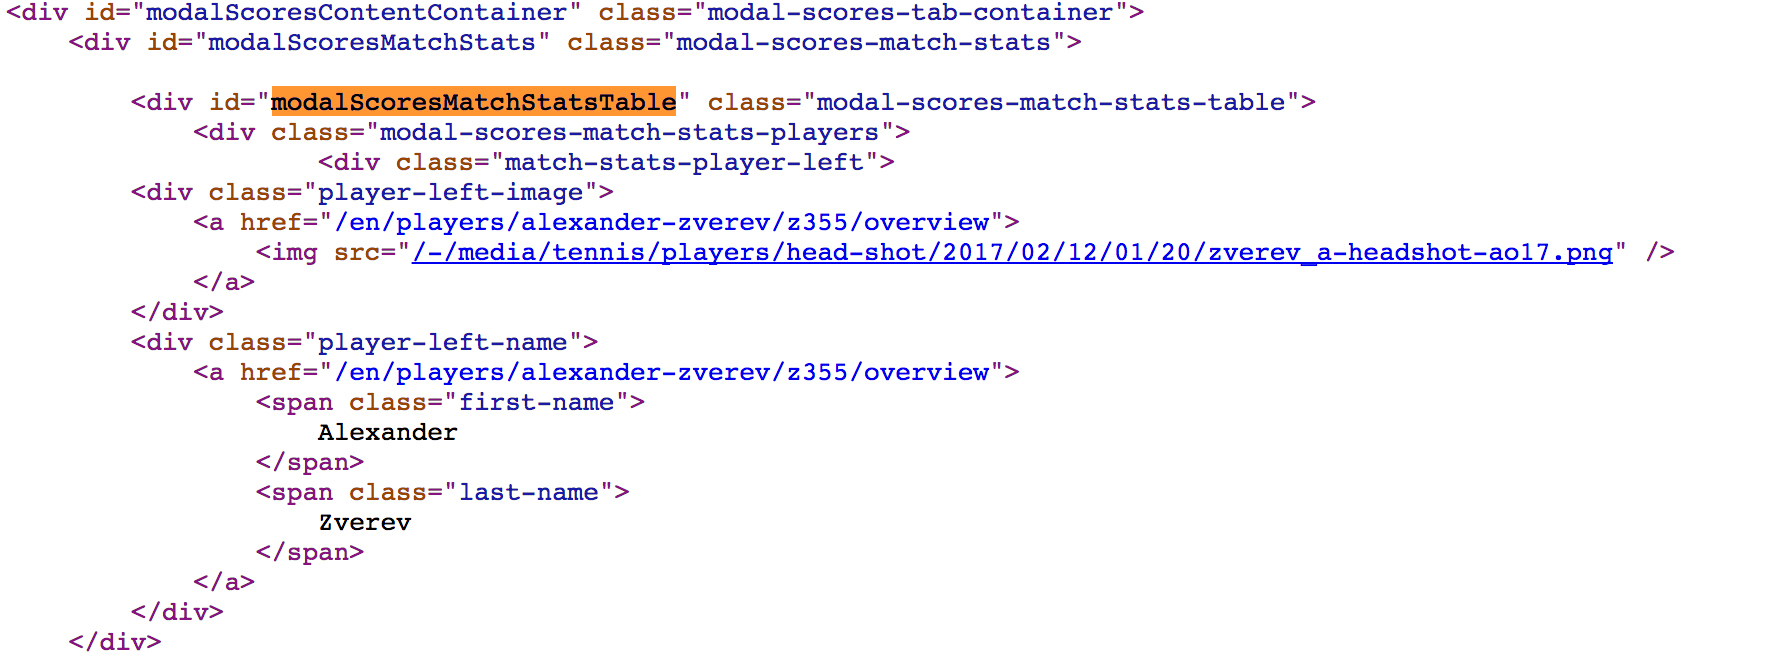 <div id="modalScoresContentContainer" class="modal-scores-tab-container">
<div id="modalScoresMatchStats" class="modal-scores-match-stats">
<div id="modalScoresMatchStatsTable" class="modal-scores-match-stats-table">
<div class="modal-scores-match-stats-players">
<div class="match-stats-player-left">
<div class="player-left-image">
<a href="/en/players/alexander-zverev/z355/overview">
<img src="/-/media/tennis/players/head-shot/2017/02/12/01/20/zverev_a-headshot-ao17.png" />
</a>
</div>
<div class="player-left-name">
<a href="/en/players/alexander-zverev/z355/overview">
<span class="first-name">
Alexander
</span>
<span class="last-name">
Zverev
</span>
</a>
</div>
</div>